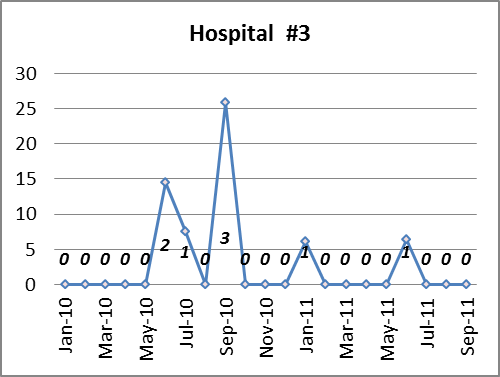 Hospital #3
30
25
20
15
10
5
0
0 0 0 0 0 2 1 0 3 0 0 0 1 0 0 0 0 1 0 0 0
Jan-10 Mar-10 May-10 Jul-10 Sep-10 Nov-10 Jan-11 Mar-11 May-11 Jul-11 Sep-11